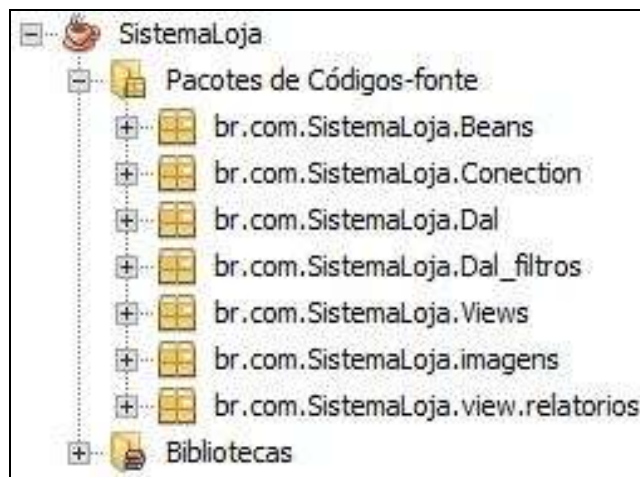 SistemaLoja
Pacotes de Códigos-fonte
br.com.SistemaLoja.Beans
br.com.SistemaLoja.Conection
br.com.SistemaLoja.Dal
br.com.SistemaLoja.Dal_filtros
br.com.SistemaLoja.Views
br.com.SistemaLoja.imagens
br.com.SistemaLoja.view.relatorios
Bibliotecas